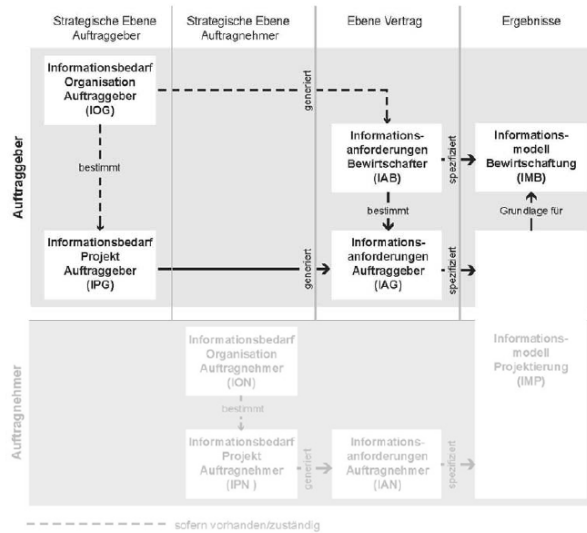 Strategische Ebene
Auftraggeber
Strategische Ebene
Auftragnehmer
Ebene Vertrag
Ergebnisse
Auftraggeber
Informationsbedarf
Organisation
Auftraggeber
(IOG)
generiert
Informations-
anforderungen
Bewirtschafter
(IAB)
spezifiziert
Informations-
modell
Bewirtschaftung
(IMB)
bestimmt
bestimmt
Grundlage für
Informationsbedarf
Projekt
Auftraggeber
(IPG)
generiert
Informations-
anforderungen
Auftraggeber
(IAG)
spezifiziert
Auftragnehmer
Informationsbedarf
Organisation
Auftragnehmer
(ION)
Informations-
modell
Projektierung
(IMP)
bestimmt
Informationsbedarf
Projekt
Auftragnehmer
(IPN )
generiert
Informations-
anforderungen
Auftragnehmer
(IAN)
spezifiziert
sofern vorhanden/zuständig